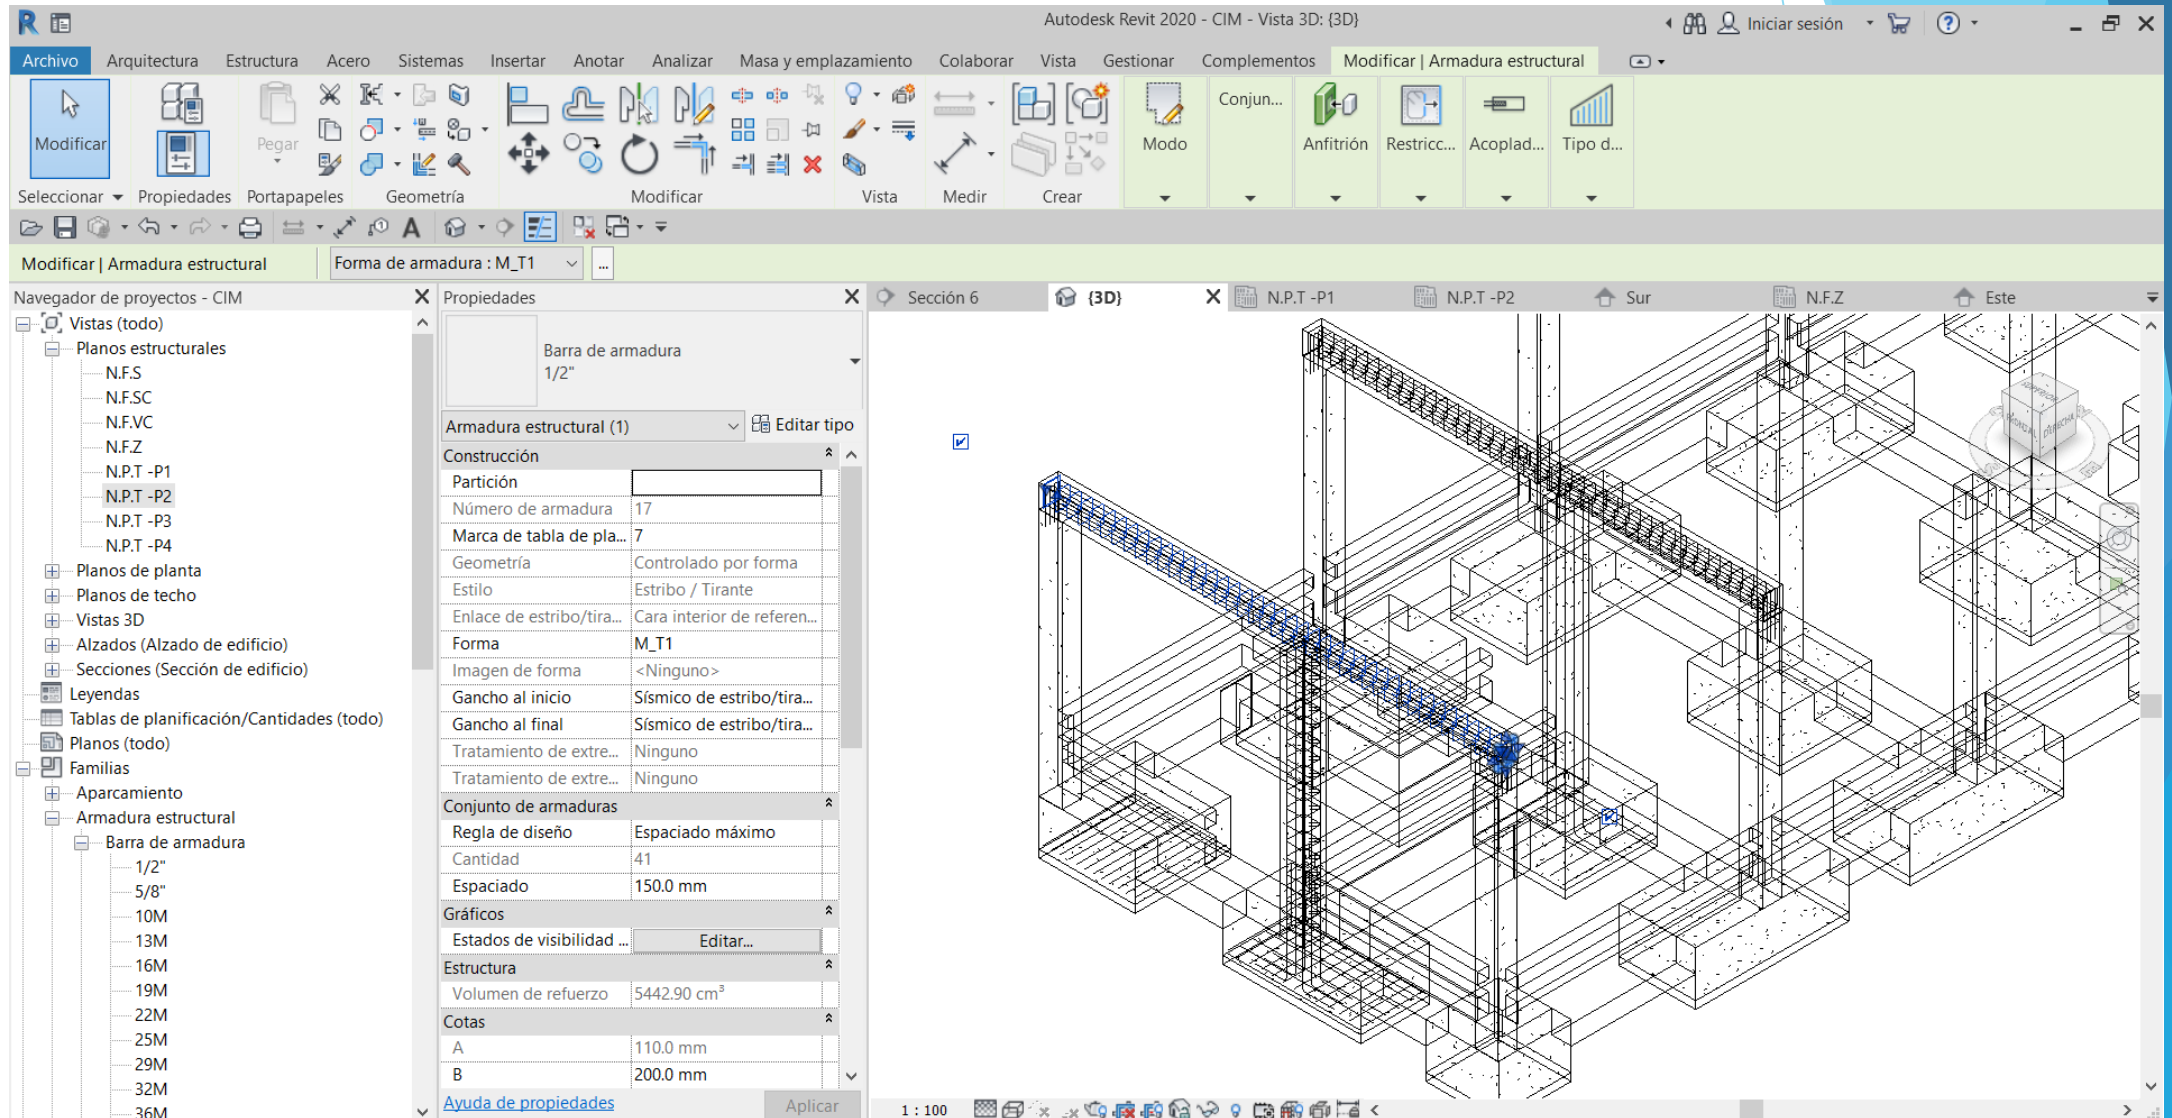 Autodesk Revit 2020 - CIM - Vista 3D: {3D}
Iniciar sesión
Archivo Arquitectura Estructura Acero Sistemas Insertar Anotar Analizar Masa y emplazamiento Colaborar Vista Gestionar Complementos Modificar | Armadura estructural
Modificar
Pegar
Modo
Conjun...
Anfitrión
Restricc...
Acoplad...
Tipo d...
Seleccionar Propiedades Portapapeles Geometría Modificar Vista Medir Crear
Modificar | Armadura estructural
Forma de armadura : M_T1
...
Navegador de proyectos - CIM
Vistas (todo)
Planos estructurales
N.F.S
N.F.SC
N.F.VC
N.F.Z
N.P.T -P1
N.P.T -P2
N.P.T -P3
N.P.T -P4
Planos de planta
Planos de techo
Vistas 3D
Alzados (Alzado de edificio)
Secciones (Sección de edificio)
Leyendas
Tablas de planificación/Cantidades (todo)
Planos (todo)
Familias
Aparcamiento
Armadura estructural
Barra de armadura
1/2"
5/8"
10M
13M
16M
19M
22M
25M
29M
32M
36M
Propiedades
Barra de armadura
1/2"
Armadura estructural (1)
Editar tipo
Construcción
Partición
Número de armadura 17
Marca de tabla de pla... 7
Geometría Controlado por forma
Estilo Estribo / Tirante
Enlace de estribo/tira... Cara interior de referen...
Forma M_T1
Imagen de forma <Ninguno>
Gancho al inicio Sísmico de estribo/tira...
Gancho al final Sísmico de estribo/tira...
Tratamiento de extre... Ninguno
Tratamiento de extre... Ninguno
Conjunto de armaduras
Regla de diseño Espaciado máximo
Cantidad 41
Espaciado 150.0 mm
Gráficos
Estados de visibilidad ... Editar...
Estructura
Volumen de refuerzo 5442.90 cm³
Cotas
A 110.0 mm
B 200.0 mm
Ayuda de propiedades
Aplicar
Sección 6
{3D}
N.P.T -P1
N.P.T -P2
Sur
N.F.Z
Este
1 : 100